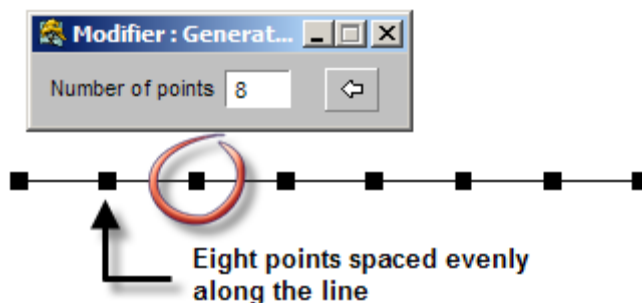 Modifier : Generat...
Number of points 8
Eight points spaced evenly
along the line